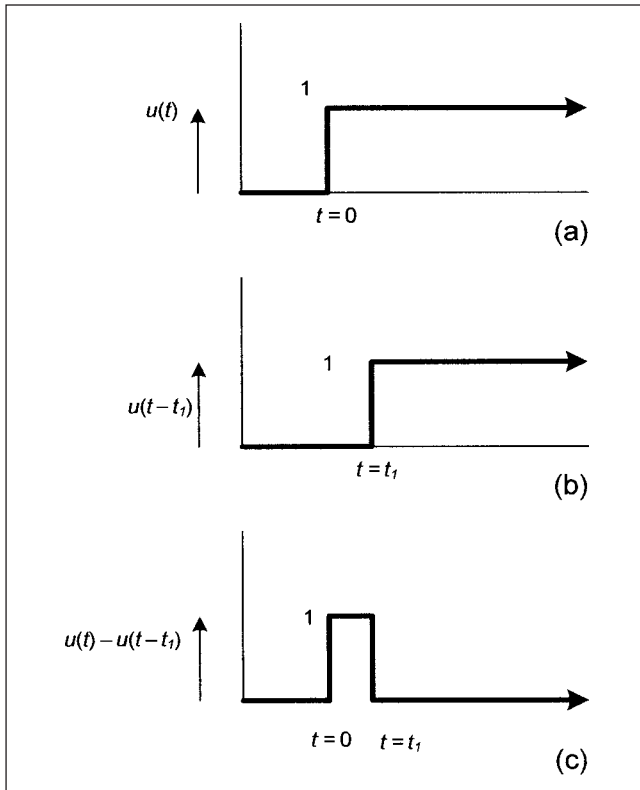 1
u(t)
t = 0
(a)
1
u(t – t₁)
t = t₁
(b)
1
u(t) – u(t – t₁)
t = 0
t = t₁
(c)